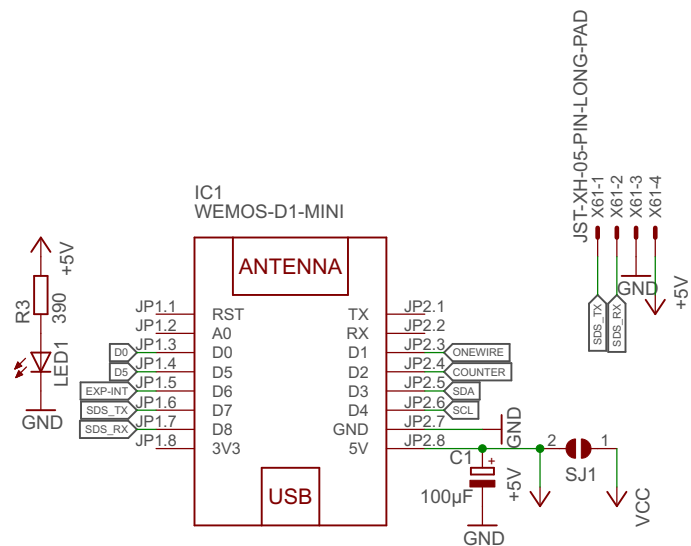 JST-XH-05-PIN-LONG-PAD
X61-1
X61-2
X61-3
X61-4
GND
+5V
SDS_TX
SDS_RX
IC1
WEMOS-D1-MINI
ANTENNA
+5V
R3
390
LED1
GND
JP1.1 RST TX JP2.1
JP1.2 A0 RX JP2.2
D0 JP1.3 D0 D1 JP2.3 ONEWIRE
D5 JP1.4 D5 D2 JP2.4 COUNTER
EXP-INT JP1.5 D6 D3 JP2.5 SDA
SDS_TX JP1.6 D7 D4 JP2.6 SCL
SDS_RX JP1.7 D8 GND JP2.7 GND
JP1.8 3V3 5V JP2.8
USB
C1
+
100µF
GND
+5V
2 1
SJ1
VCC